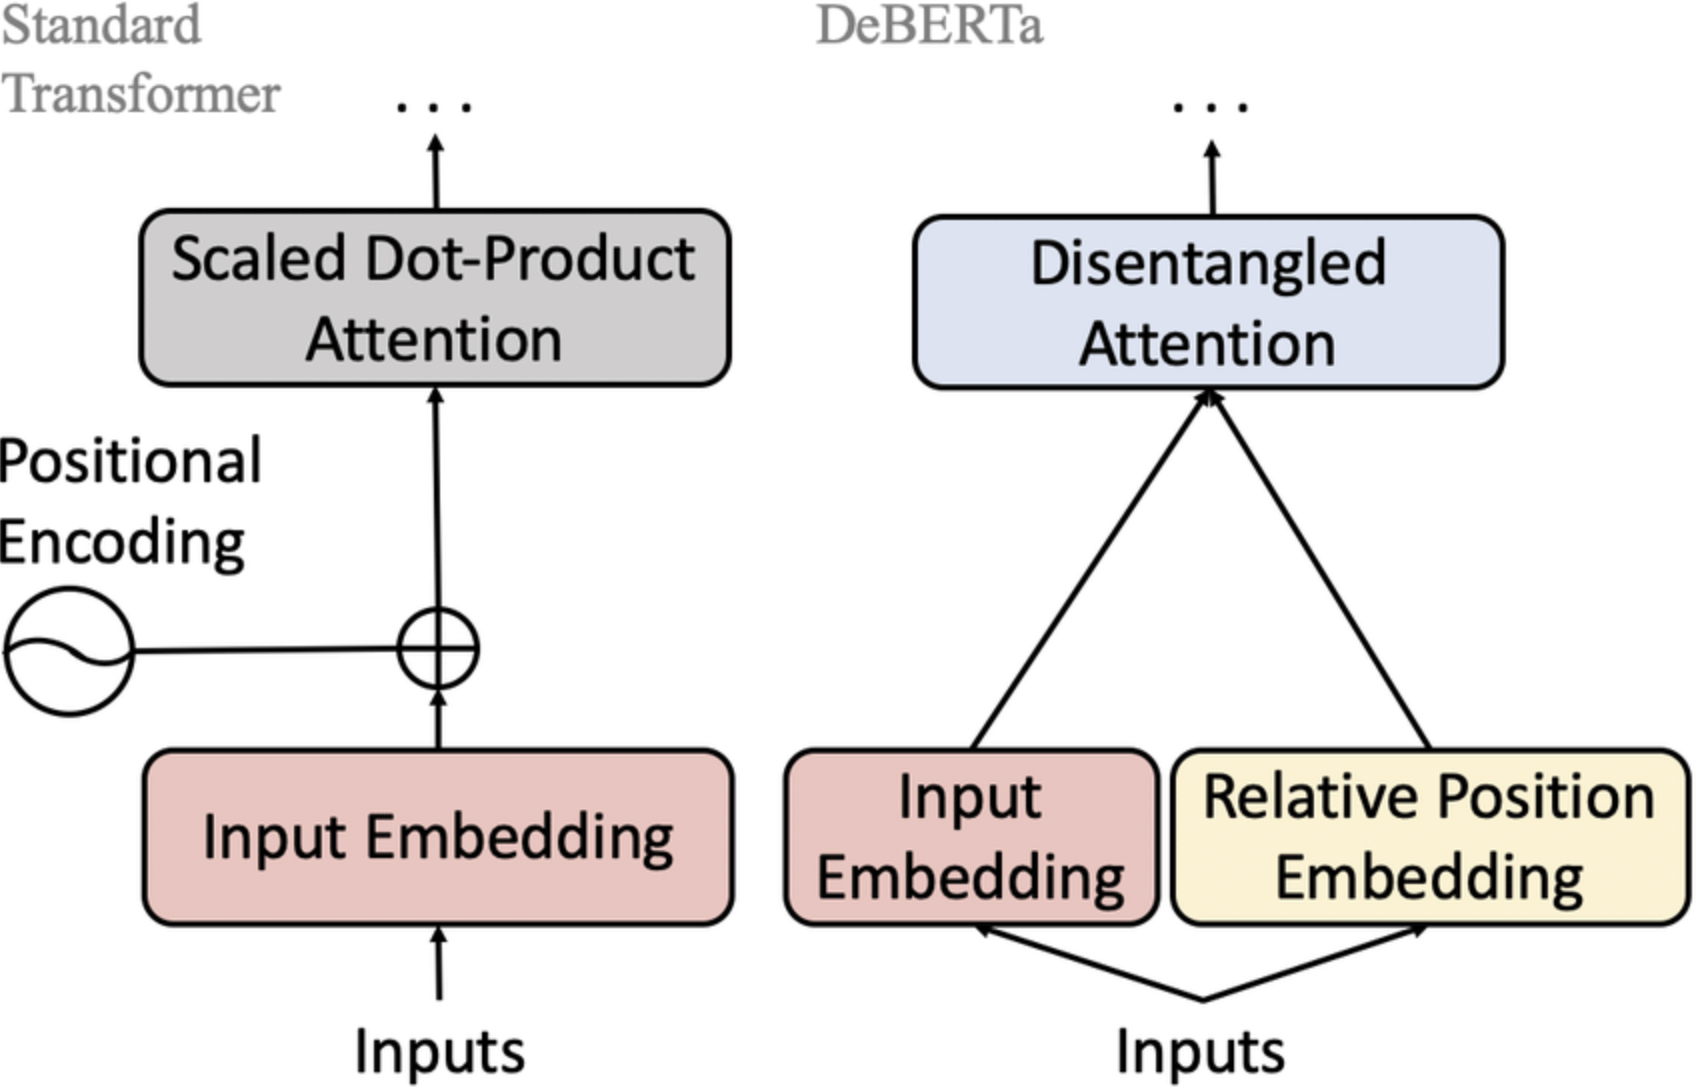 Standard
Transformer
. . .
Scaled Dot-Product
Attention
Positional
Encoding
Input Embedding
Inputs
DeBERTa
. . .
Disentangled
Attention
Input
Embedding
Relative Position
Embedding
Inputs